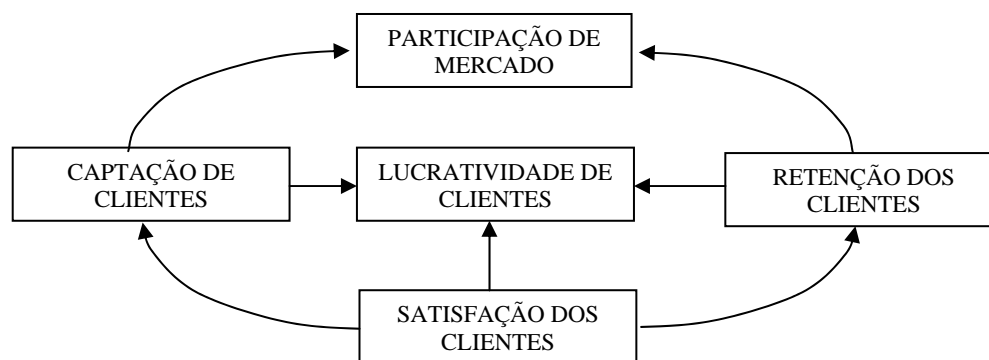 PARTICIPAÇÃO DE
MERCADO
CAPTAÇÃO DE
CLIENTES
LUCRATIVIDADE DE
CLIENTES
RETENÇÃO DOS
CLIENTES
SATISFAÇÃO DOS
CLIENTES